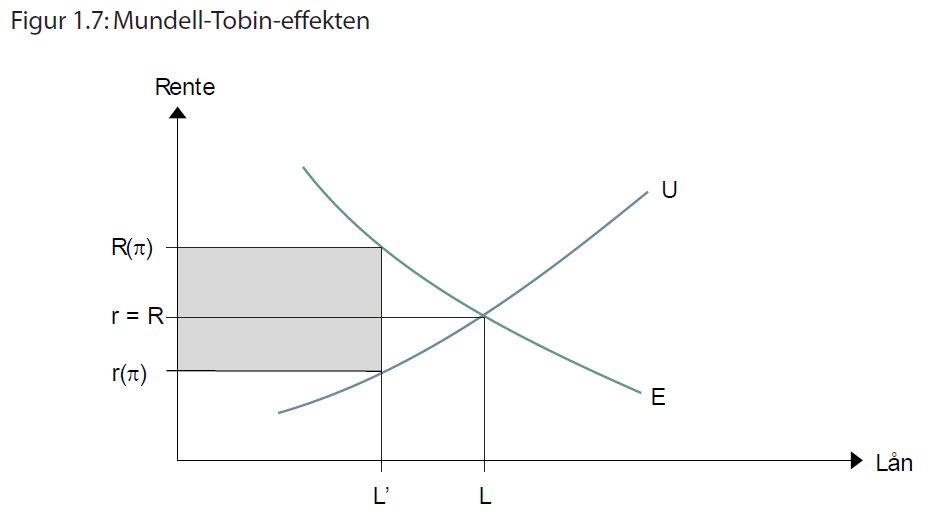 Figur 1.7: Mundell-Tobin-effekten
Rente
U
R(π)
r = R
r(π)
E
Lån
L’
L